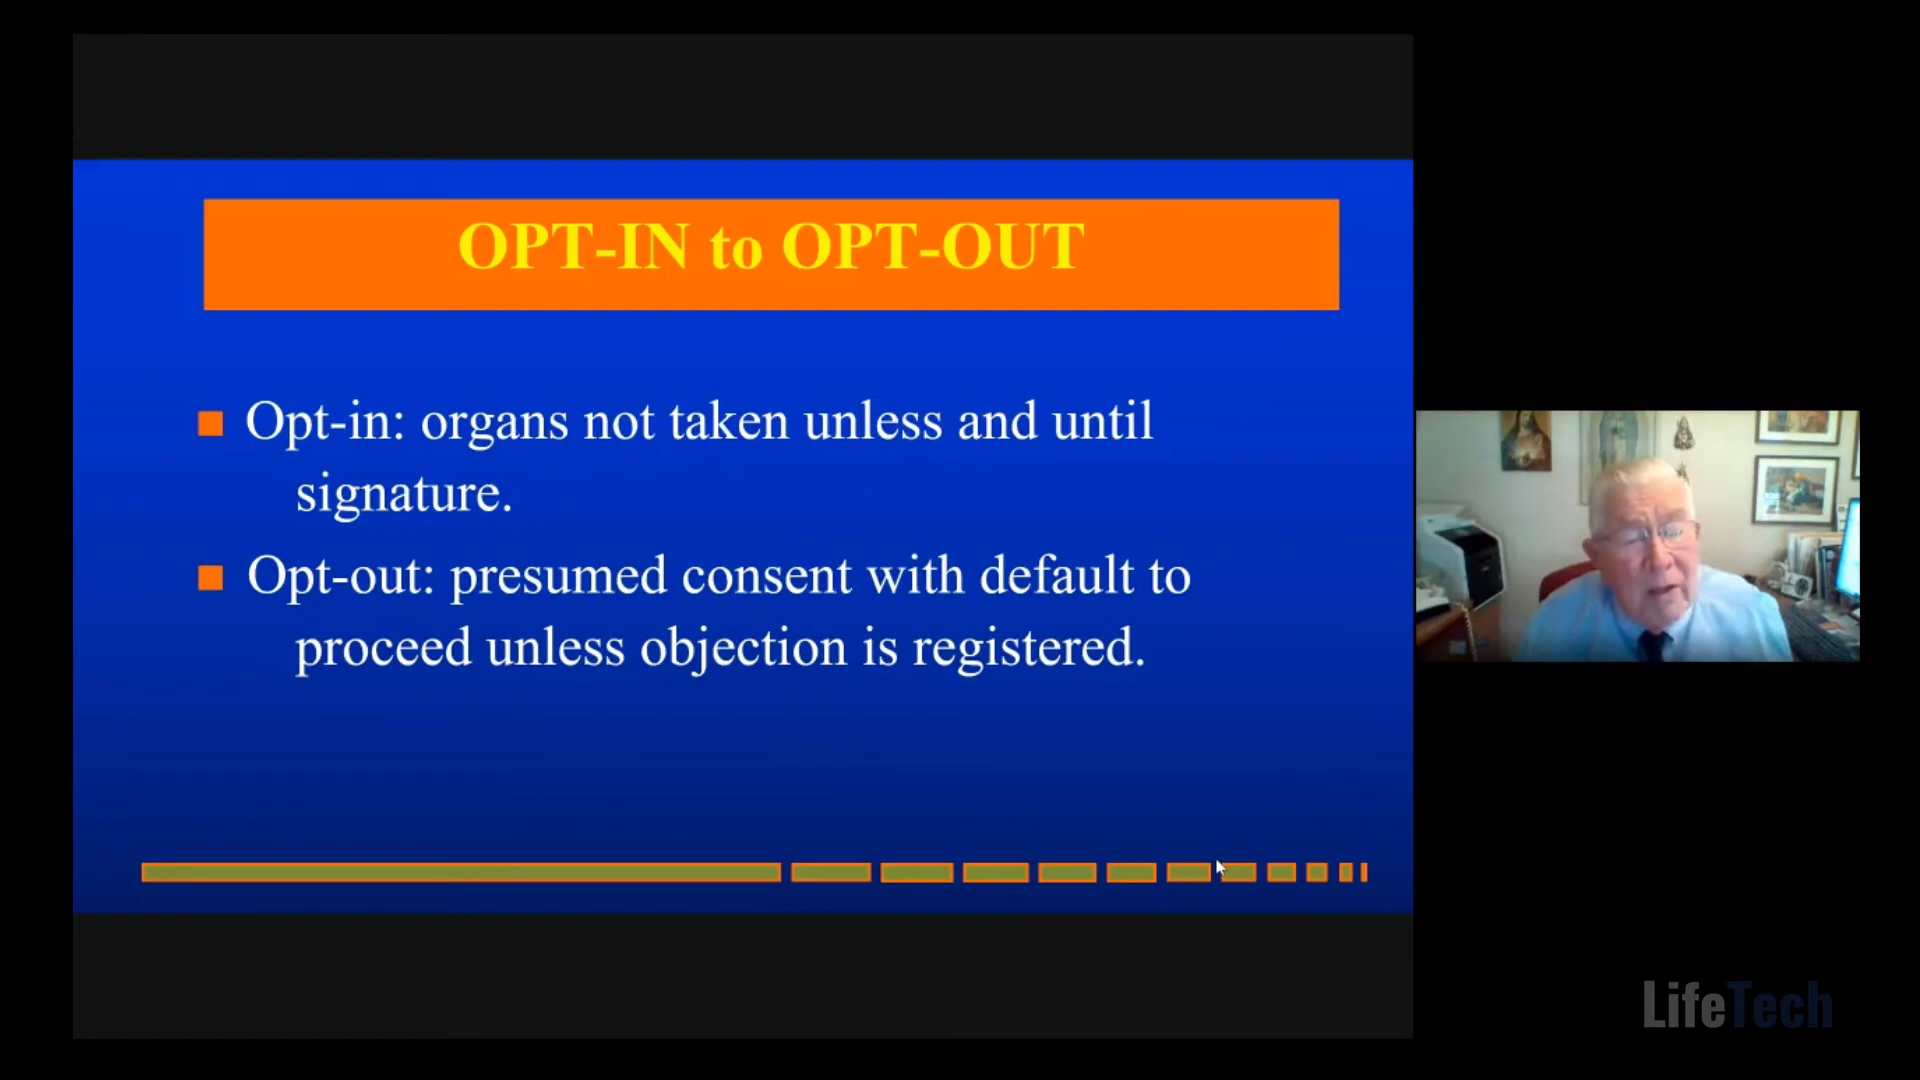 OPT-IN to OPT-OUT
Opt-in: organs not taken unless and until
signature.
Opt-out: presumed consent with default to
proceed unless objection is registered.
LifeTech